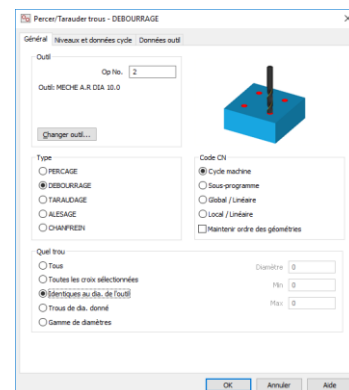 Percer/Tarauder trous - DEBOURRAGE
Général Niveaux et données cycle Données outil
Outil
Op No. 2
Outil: MECHE A.R DIA 10.0
Changer outil...
Type
PERCAGE
DEBOURRAGE
TARAUDAGE
ALESAGE
CHANFREIN
Code CN
Cycle machine
Sous-programme
Global / Linéaire
Local / Linéaire
Maintenir ordre des géométries
Quel trou
Tous
Toutes les croix sélectionnées
Identiques au dia. de l'outil
Trous de dia. donné
Gamme de diamètres
Diamètre 0
Min 0
Max 0
OK Annuler Aide